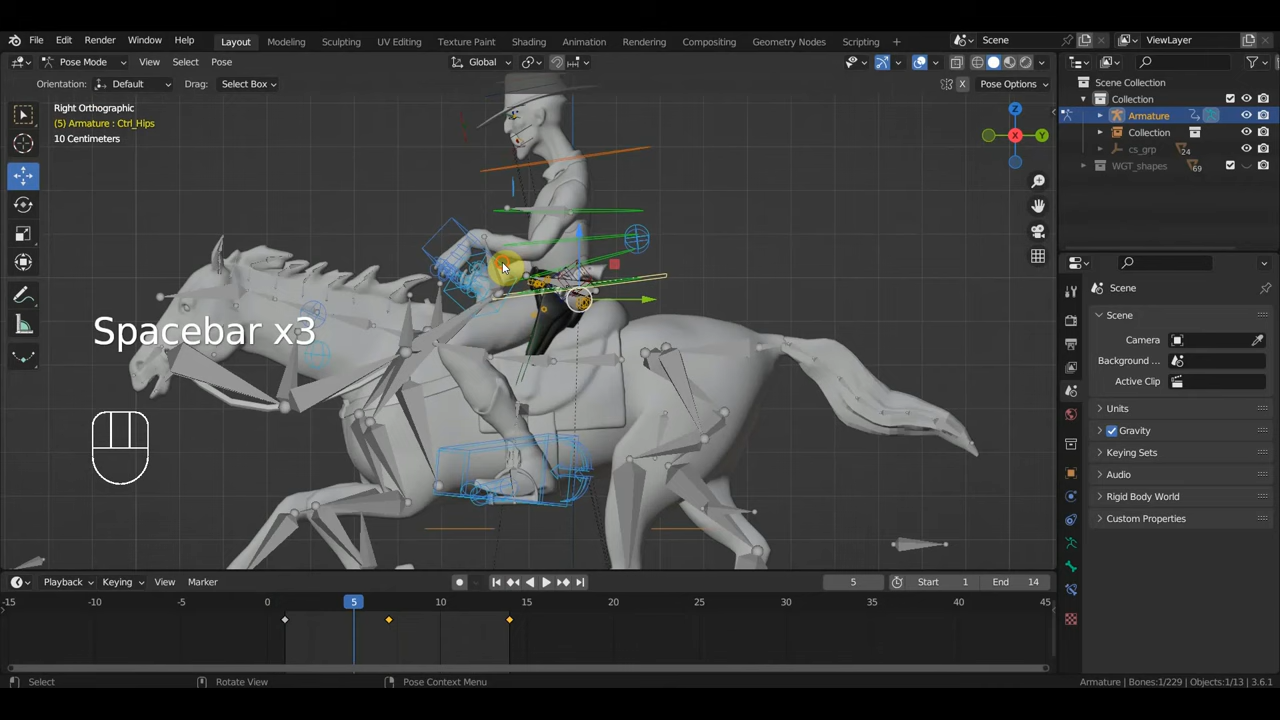 File Edit Render Window Help
Layout Modeling Sculpting UV Editing Texture Paint Shading Animation Rendering Compositing Geometry Nodes Scripting +
Scene
ViewLayer
Pose Mode View Select Pose
Global
Orientation: Default Drag: Select Box
X Pose Options
Right Orthographic
(5) Armature : Ctrl_Hips
10 Centimeters
Z
X
Y
Spacebar x3
Scene Collection
Collection
Armature
Collection
cs_grp 24
WGT_shapes 69
Scene
Scene
Camera
Background ...
Active Clip
Units
Gravity
Keying Sets
Audio
Rigid Body World
Custom Properties
Playback Keying View Marker
5 Start 1 End 14
-15 -10 -5 0 5 10 15 20 25 30 35 40 45
Select Rotate View Pose Context Menu
Armature | Bones:1/229 | Objects:1/13 | 3.6.1